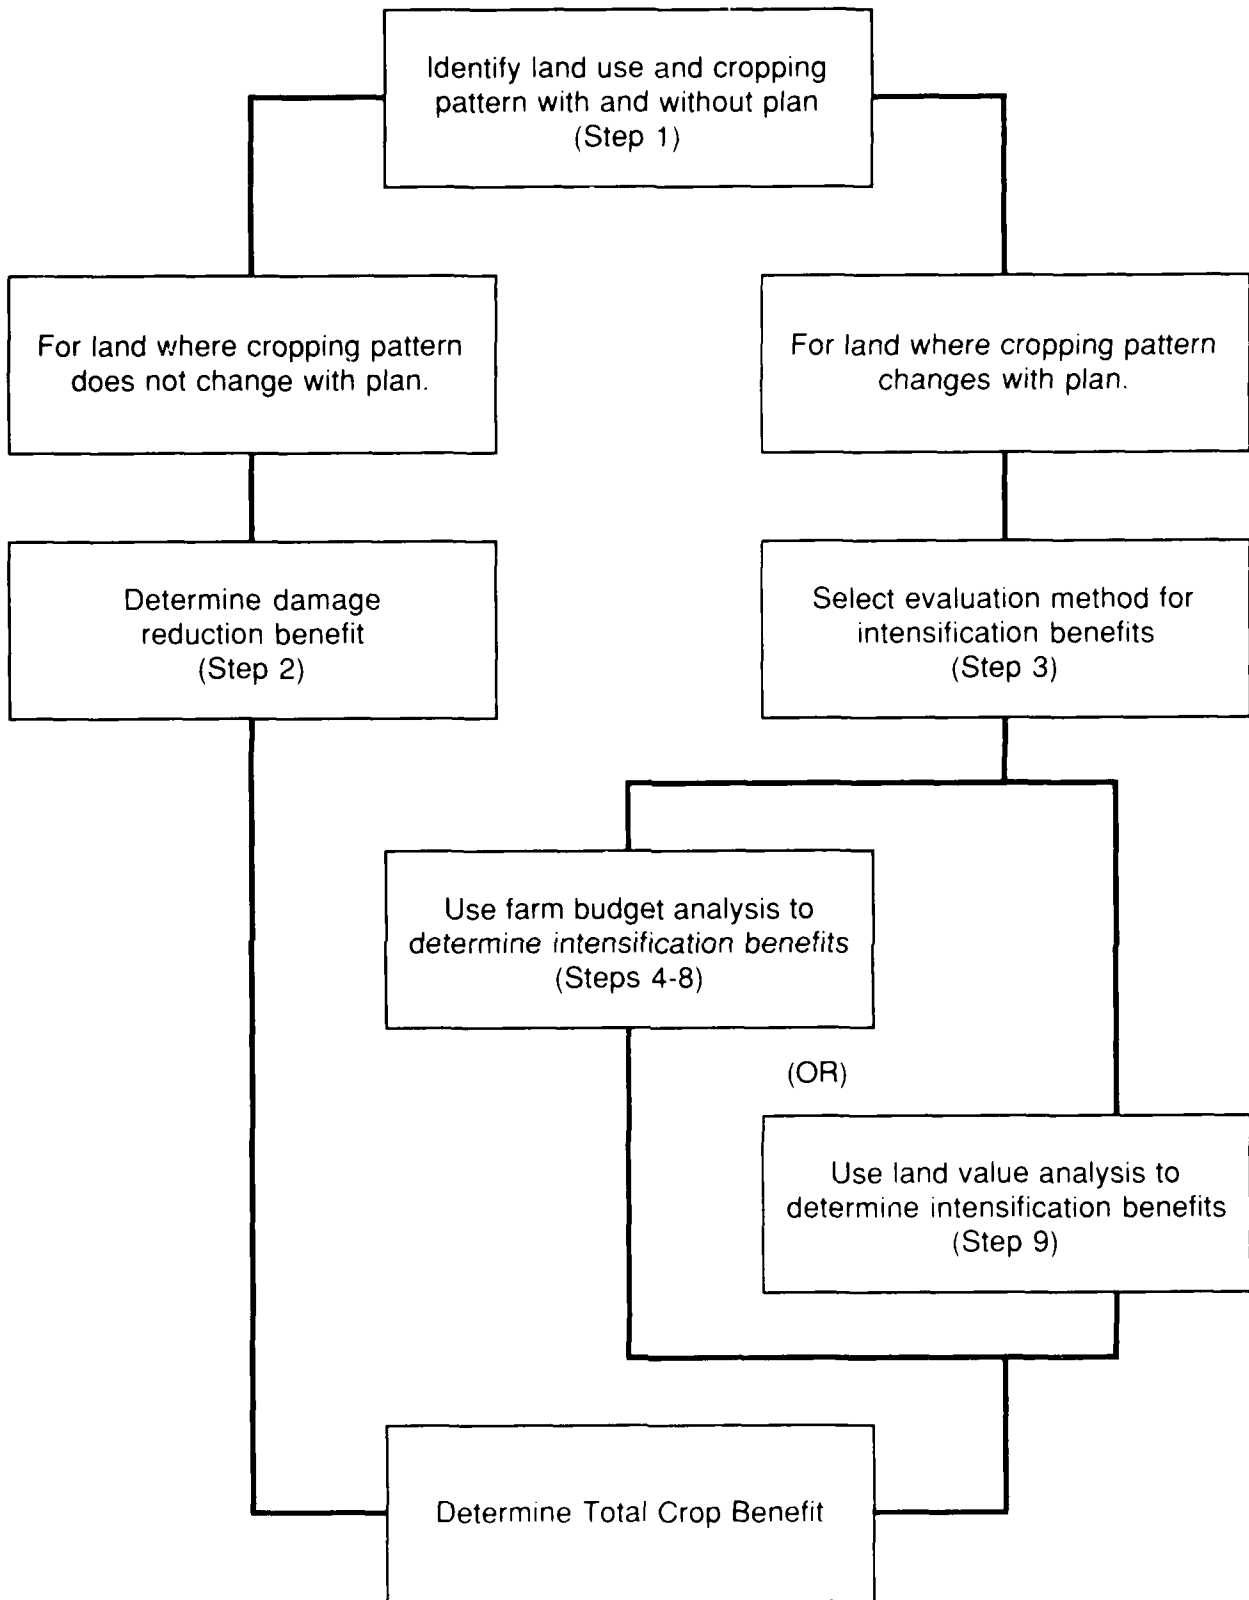 Identify land use and cropping
pattern with and without plan
(Step 1)
For land where cropping pattern
does not change with plan.
For land where cropping pattern
changes with plan.
Determine damage
reduction benefit
(Step 2)
Select evaluation method for
intensification benefits
(Step 3)
Use farm budget analysis to
determine intensification benefits
(Steps 4-8)
(OR)
Use land value analysis to
determine intensification benefits
(Step 9)
Determine Total Crop Benefit